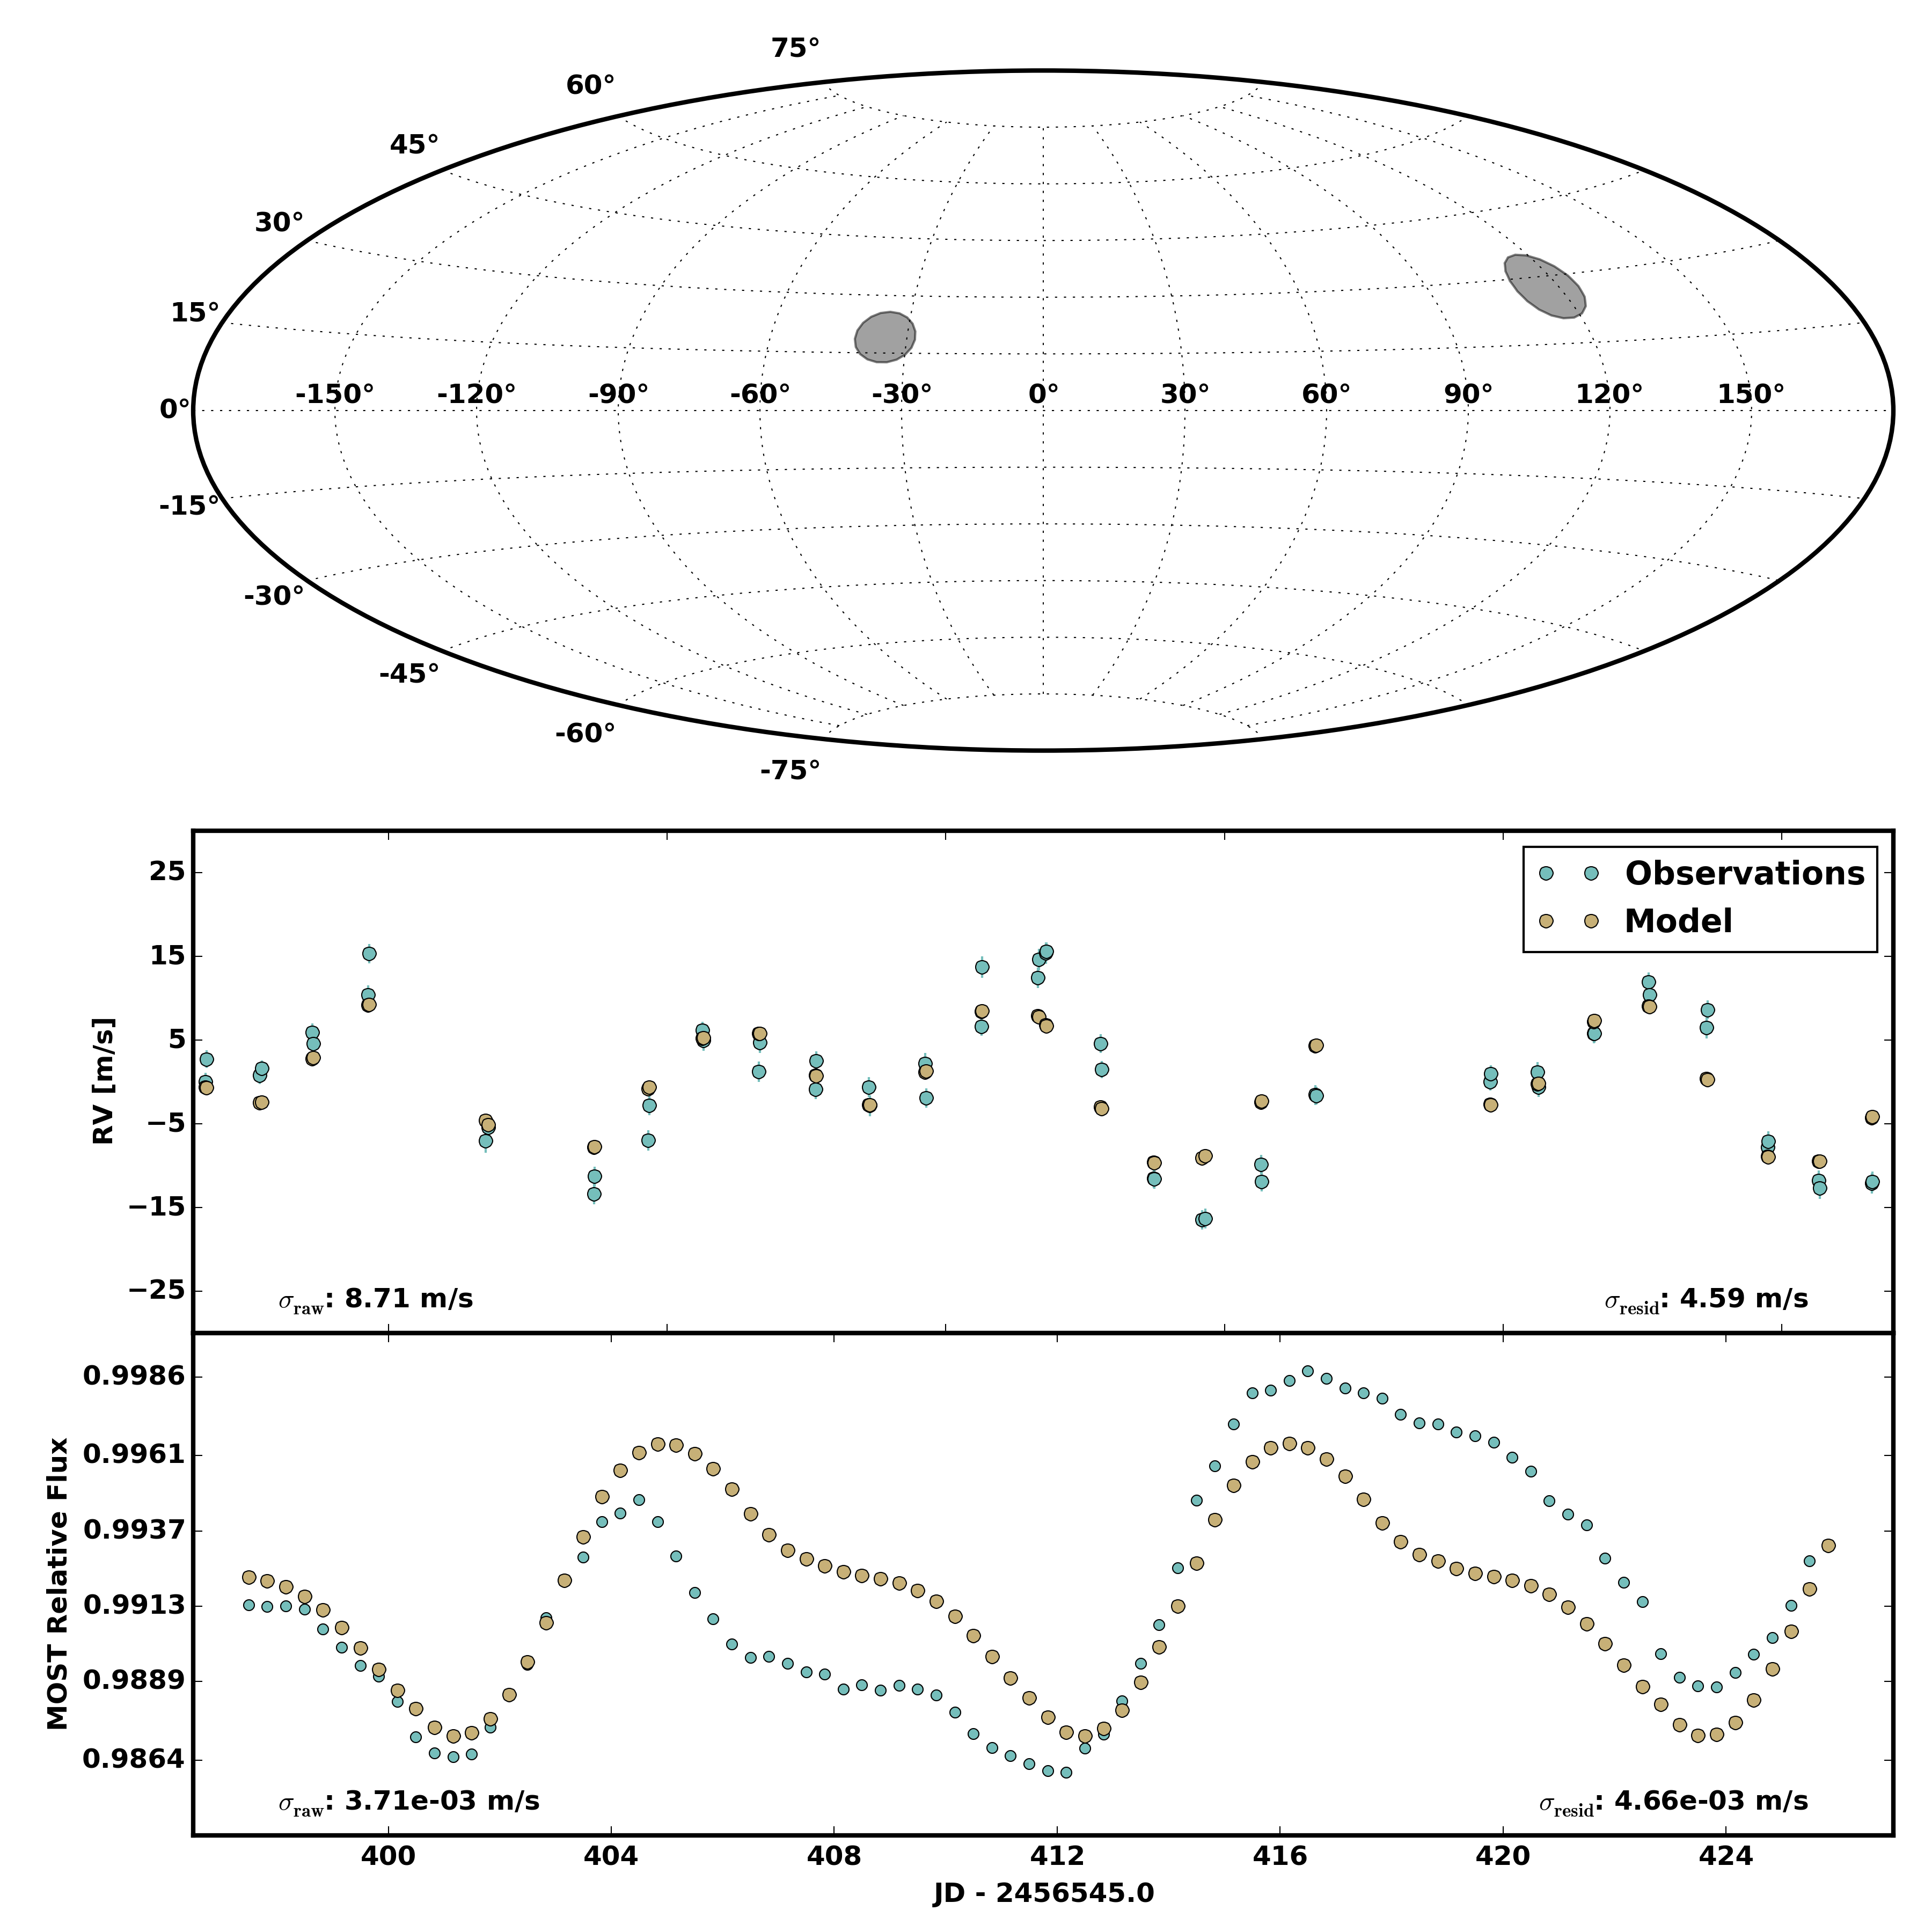 75°
60°
45°
30°
15°
-150° -120° -90° -60° -30° 0° 30° 60° 90° 120° 150°
0°
-15°
-30°
-45°
-60°
-75°
25
15
5
−5
−15
−25
RV [m/s]
Observations
Model
σraw: 8.71 m/s
σresid: 4.59 m/s
0.9986
0.9961
0.9937
0.9913
0.9889
0.9864
MOST Relative Flux
σraw: 3.71e-03 m/s
σresid: 4.66e-03 m/s
400 404 408 412 416 420 424
JD - 2456545.0